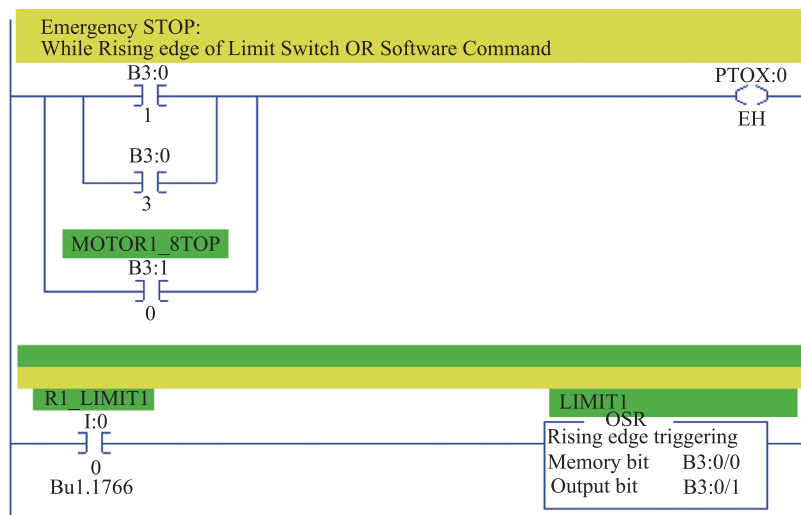 Emergency STOP:
While Rising edge of Limit Switch OR Software Command
B3:0
1
PTOX:0
EH
B3:0
3
MOTOR1_8TOP
B3:1
0
R1_LIMIT1
I:0
0
Bu1.1766
LIMIT1
OSR
Rising edge triggering
Memory bit B3:0/0
Output bit B3:0/1